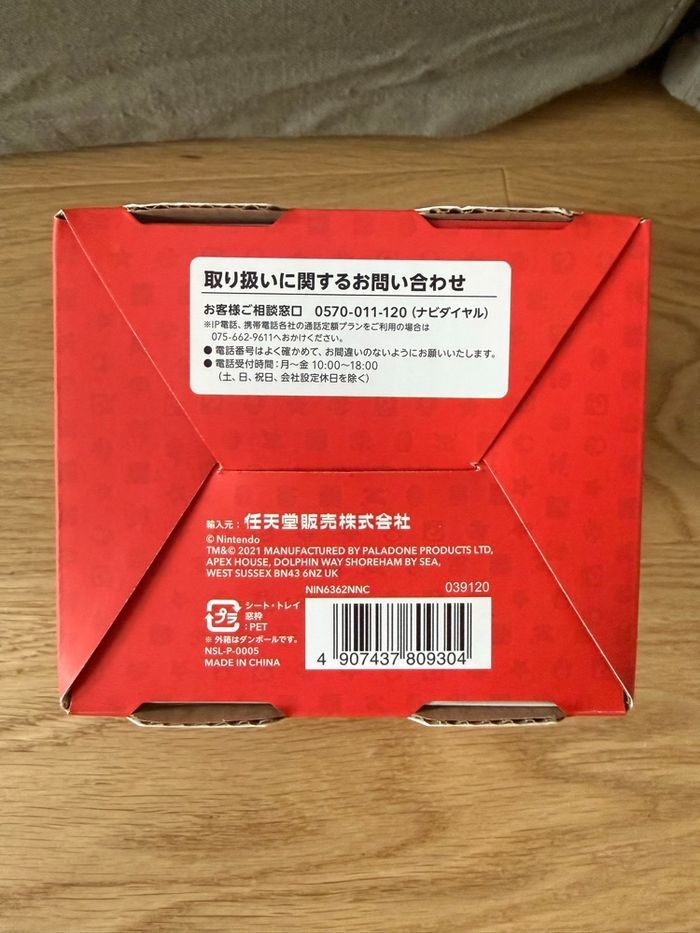 取り扱いに関するお問い合わせ
お客様ご相談窓口 0570-011-120 (ナビダイヤル)
※IP電話、携帯電話各社の通話定額プランをご利用の場合は
075-662-9611へおかけください。
● 電話番号はよく確かめて、お間違いのないようにお願いいたします。
● 電話受付時間:月〜金 10:00〜18:00
(土、日、祝日、会社設定休日を除く)
輸入元: 任天堂販売株式会社
© Nintendo
TM&© 2021 MANUFACTURED BY PALADONE PRODUCTS LTD,
APEX HOUSE, DOLPHIN WAY SHOREHAM BY SEA,
WEST SUSSEX BN43 6NZ UK
NIN6362NNC 039120
プラ
シート・トレイ
窓枠
:PET
※ 外箱はダンボールです。
NSL-P-0005
MADE IN CHINA
4 907437 809304